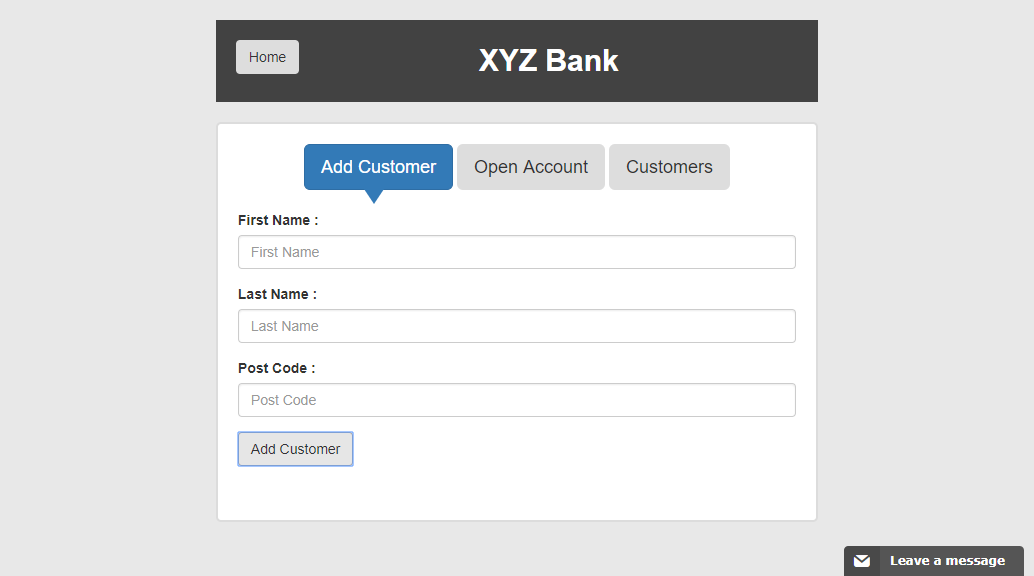 Home
XYZ Bank
Add Customer
Open Account
Customers
First Name :
First Name
Last Name :
Last Name
Post Code :
Post Code
Add Customer
Leave a message